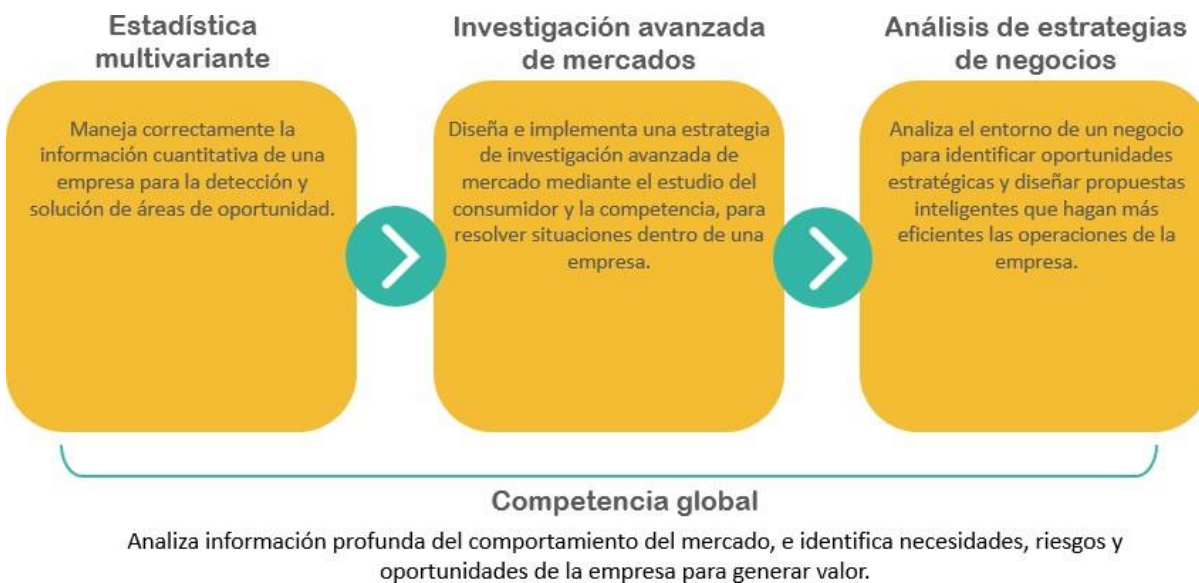 Estadística
multivariante
Maneja correctamente la
información cuantitativa de una
empresa para la detección y
solución de áreas de oportunidad.
Investigación avanzada
de mercados
Diseña e implementa una estrategia
de investigación avanzada de
mercado mediante el estudio del
consumidor y la competencia, para
resolver situaciones dentro de una
empresa.
Análisis de estrategias
de negocios
Analiza el entorno de un negocio
para identificar oportunidades
estratégicas y diseñar propuestas
inteligentes que hagan más
eficientes las operaciones de la
empresa.
Competencia global
Analiza información profunda del comportamiento del mercado, e identifica necesidades, riesgos y
oportunidades de la empresa para generar valor.